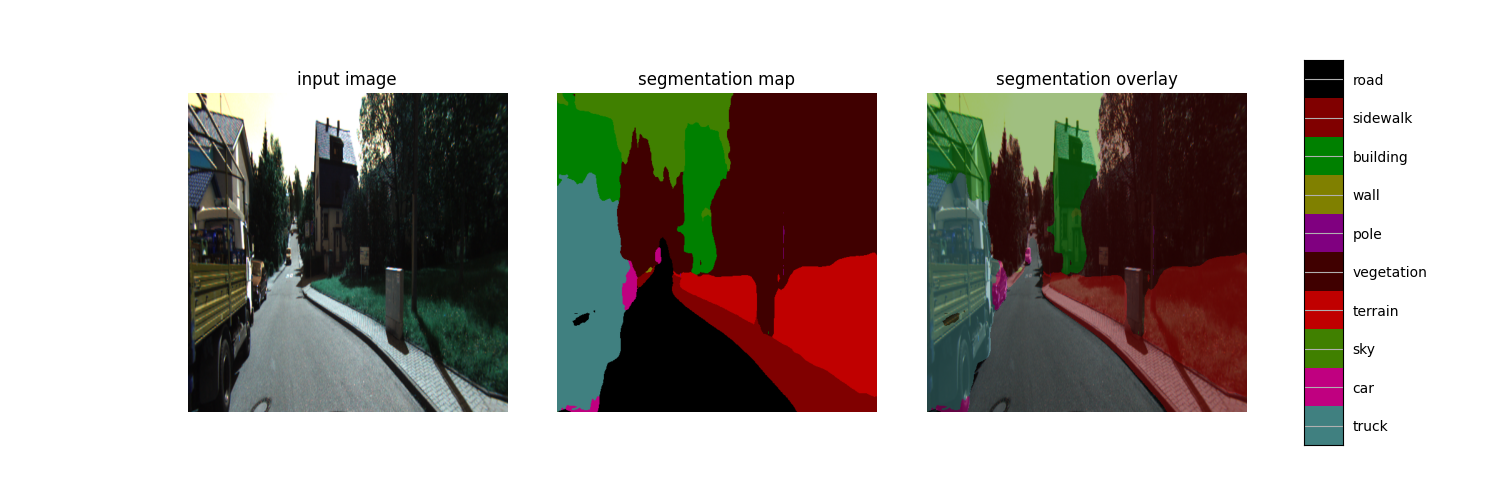 input image
segmentation map
segmentation overlay
road
sidewalk
building
wall
pole
vegetation
terrain
sky
car
truck